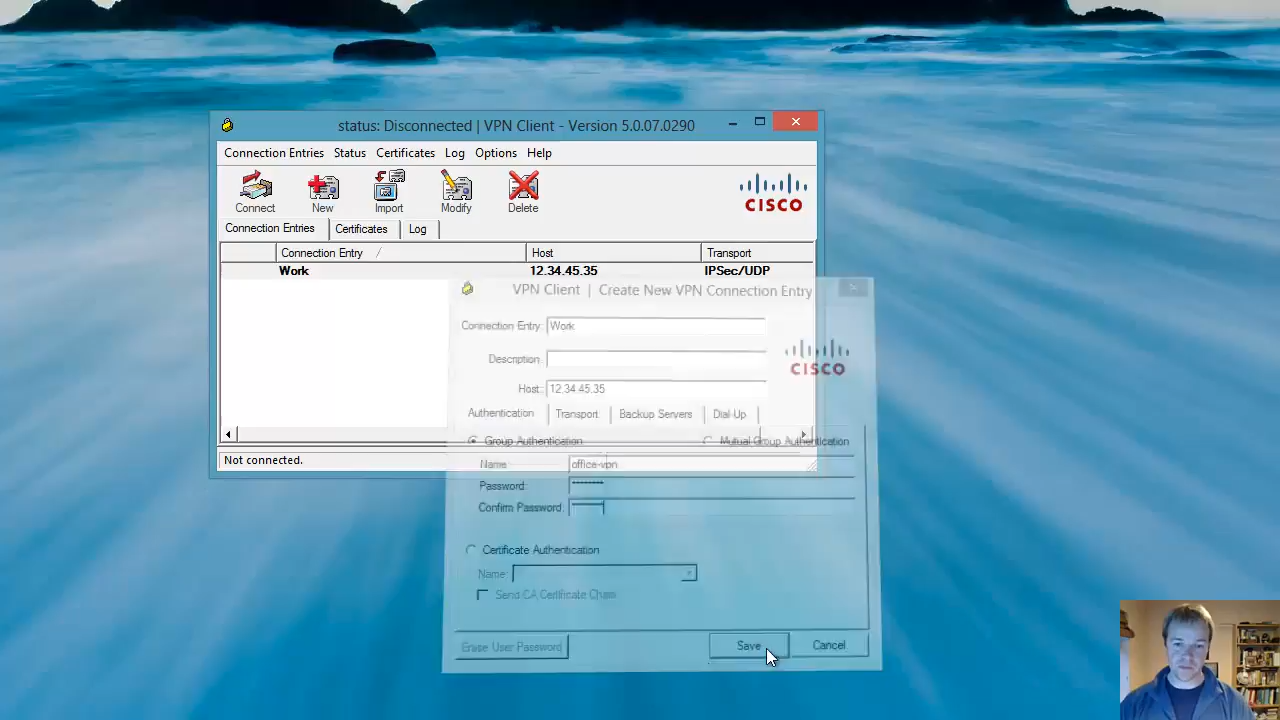 status: Disconnected | VPN Client - Version 5.0.07.0290
Connection Entries Status Certificates Log Options Help
Connect New Import Modify Delete
CISCO
Connection Entries Certificates Log
Connection Entry Host Transport
Work 12.34.45.35 IPSec/UDP
VPN Client | Create New VPN Connection Entry
Connection Entry: Work
Description:
CISCO
Host: 12.34.45.35
Authentication Transport Backup Servers Dial-Up
Group Authentication Mutual Group Authentication
Not connected.
Name: office-vpn
Password: ********
Confirm Password: ********
Certificate Authentication
Name:
Send CA Certificate Chain
Erase User Password Save Cancel